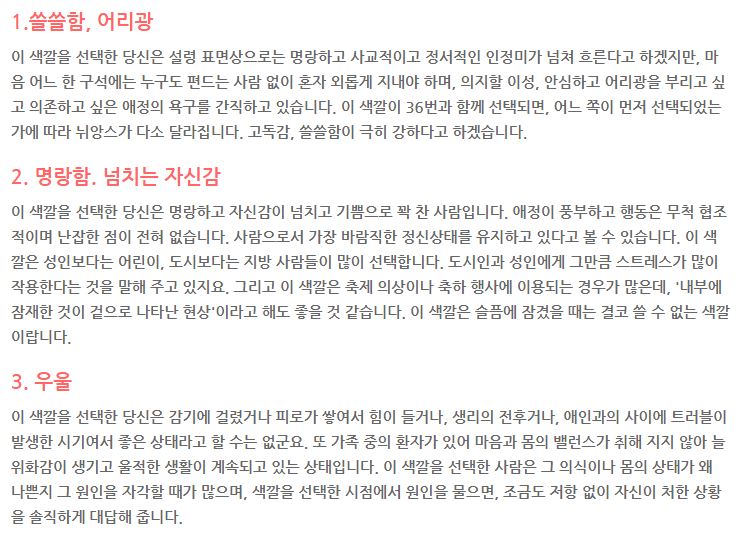 1.쓸쓸함, 어리광
이 색깔을 선택한 당신은 설령 표면상으로는 명랑하고 사교적이고 정서적인 인정미가 넘쳐 흐른다고 하겠지만, 마
음 어느 한 구석에는 누구도 편드는 사람 없이 혼자 외롭게 지내야 하며, 의지할 이성, 안심하고 어리광을 부리고 싶
고 의존하고 싶은 애정의 욕구를 간직하고 있습니다. 이 색깔이 36번과 함께 선택되면, 어느 쪽이 먼저 선택되었는
가에 따라 뉘앙스가 다소 달라집니다. 고독감, 쓸쓸함이 극히 강하다고 하겠습니다.
2. 명랑함. 넘치는 자신감
이 색깔을 선택한 당신은 명랑하고 자신감이 넘치고 기쁨으로 꽉 찬 사람입니다. 애정이 풍부하고 행동은 무척 협조
적이며 난잡한 점이 전혀 없습니다. 사람으로서 가장 바람직한 정신상태를 유지하고 있다고 볼 수 있습니다. 이 색
깔은 성인보다는 어린이, 도시보다는 지방 사람들이 많이 선택합니다. 도시인과 성인에게 그만큼 스트레스가 많이
작용한다는 것을 말해 주고 있지요. 그리고 이 색깔은 축제 의상이나 축하 행사에 이용되는 경우가 많은데, '내부에
잠재한 것이 겉으로 나타난 현상'이라고 해도 좋을 것 같습니다. 이 색깔은 슬픔에 잠겼을 때는 결코 쓸 수 없는 색깔
이랍니다.
3. 우울
이 색깔을 선택한 당신은 감기에 걸렸거나 피로가 쌓여서 힘이 들거나, 생리의 전후거나, 애인과의 사이에 트러블이
발생한 시기여서 좋은 상태라고 할 수는 없군요. 또 가족 중의 환자가 있어 마음과 몸의 밸런스가 취해 지지 않아 늘
위화감이 생기고 울적한 생활이 계속되고 있는 상태입니다. 이 색깔을 선택한 사람은 그 의식이나 몸의 상태가 왜
나쁜지 그 원인을 자각할 때가 많으며, 색깔을 선택한 시점에서 원인을 물으면, 조금도 저항 없이 자신이 처한 상황
을 솔직하게 대답해 줍니다.